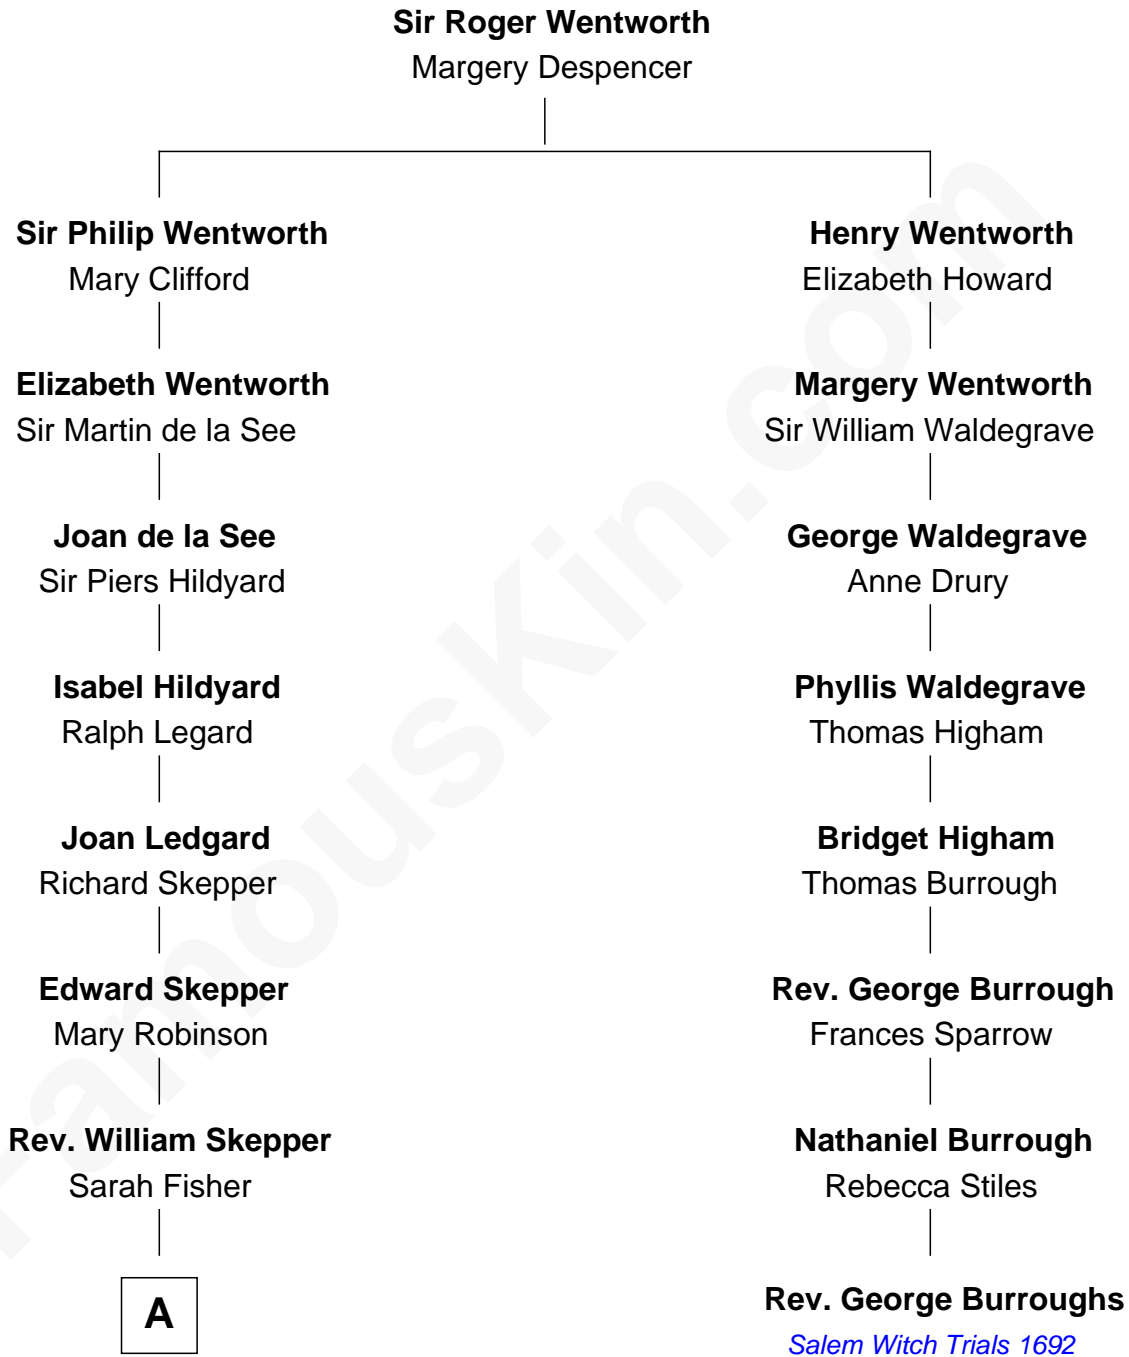 Sir Roger Wentworth
Margery Despencer
Sir Philip Wentworth
Mary Clifford
Henry Wentworth
Elizabeth Howard
Elizabeth Wentworth
Sir Martin de la See
Margery Wentworth
Sir William Waldegrave
Joan de la See
Sir Piers Hildyard
George Waldegrave
Anne Drury
Isabel Hildyard
Ralph Legard
Phyllis Waldegrave
Thomas Higham
Joan Ledgard
Richard Skepper
Bridget Higham
Thomas Burrough
Edward Skepper
Mary Robinson
Rev. George Burrough
Frances Sparrow
Rev. William Skepper
Sarah Fisher
Nathaniel Burrough
Rebecca Stiles
A
Rev. George Burroughs
Salem Witch Trials 1692
FamousKin.com